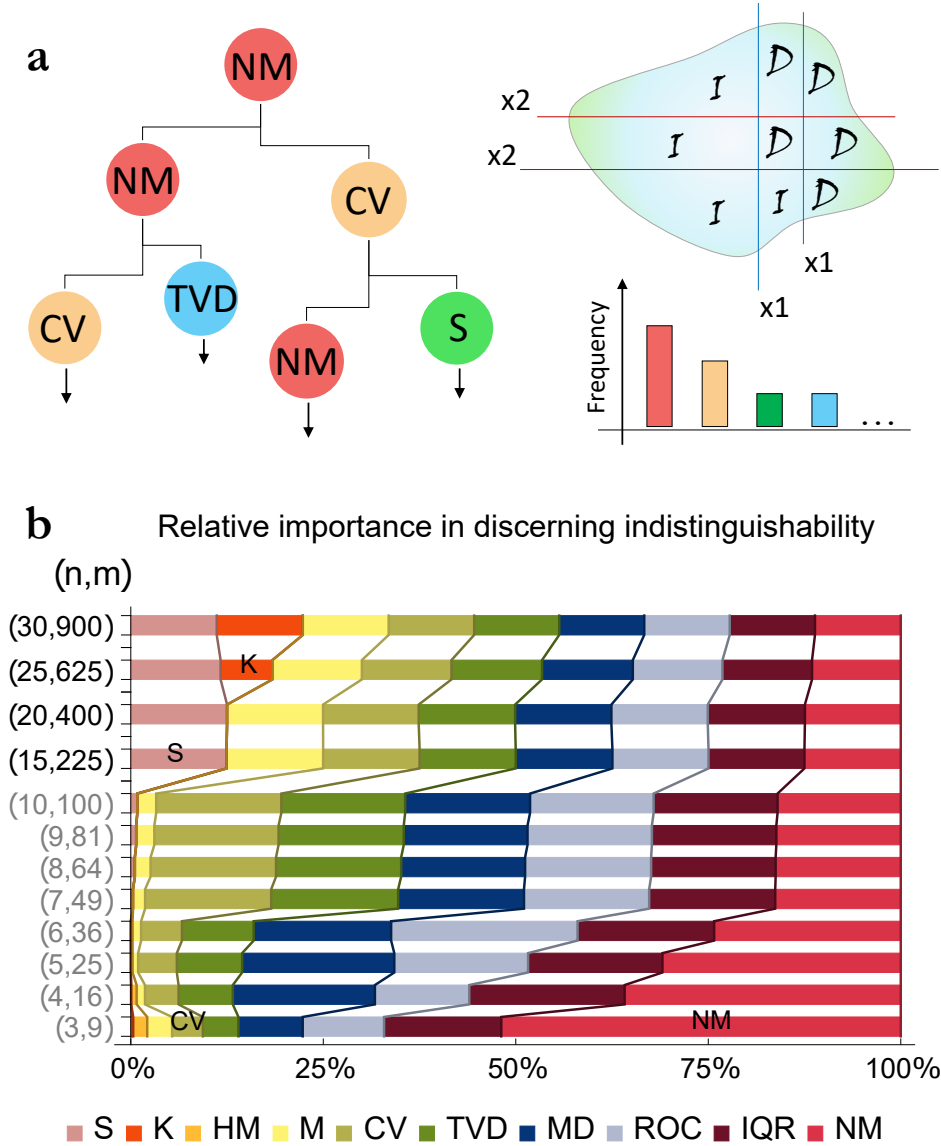 a
NM
NM
CV
CV
TVD
NM
S
x2
x2
I
D
D
I
D
D
I
I
D
x1
x1
Frequency
...
b Relative importance in discerning indistinguishability
(n,m)
(30,900)
(25,625)
K
(20,400)
(15,225)
S
(10,100)
(9,81)
(8,64)
(7,49)
(6,36)
(5,25)
(4,16)
(3,9)
CV
NM
0% 25% 50% 75% 100%
S K HM M CV TVD MD ROC IQR NM